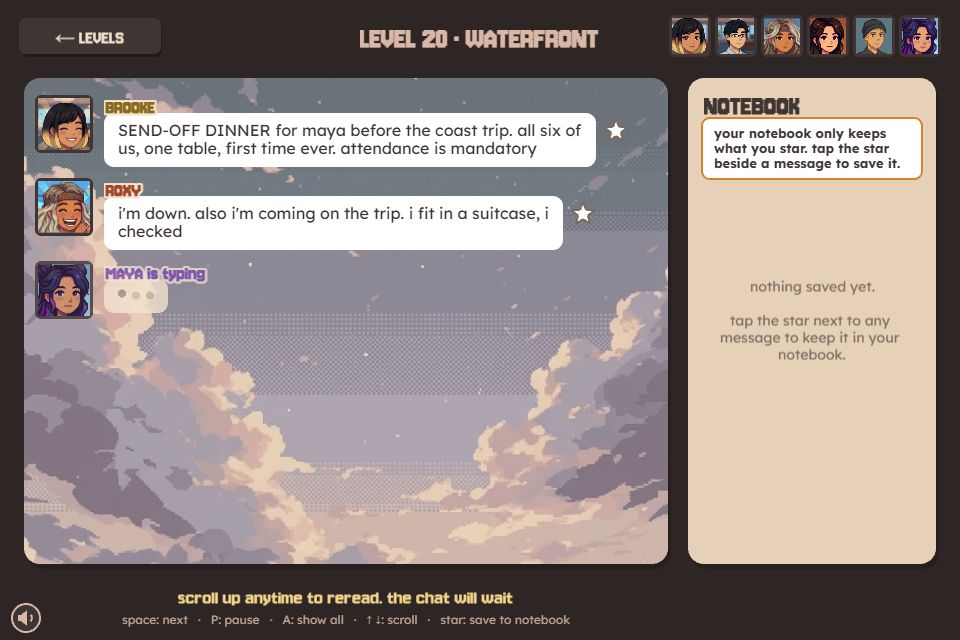 ← LEVELS
LEVEL 20 · WATERFRONT
BROOKE
SEND-OFF DINNER for maya before the coast trip. all six of
us, one table, first time ever. attendance is mandatory
ROXY
i'm down. also i'm coming on the trip. i fit in a suitcase, i
checked
MAYA is typing
NOTEBOOK
your notebook only keeps
what you star. tap the star
beside a message to save it.
nothing saved yet.
tap the star next to any
message to keep it in your
notebook.
scroll up anytime to reread. the chat will wait
space: next · P: pause · A: show all · ↑↓: scroll · star: save to notebook